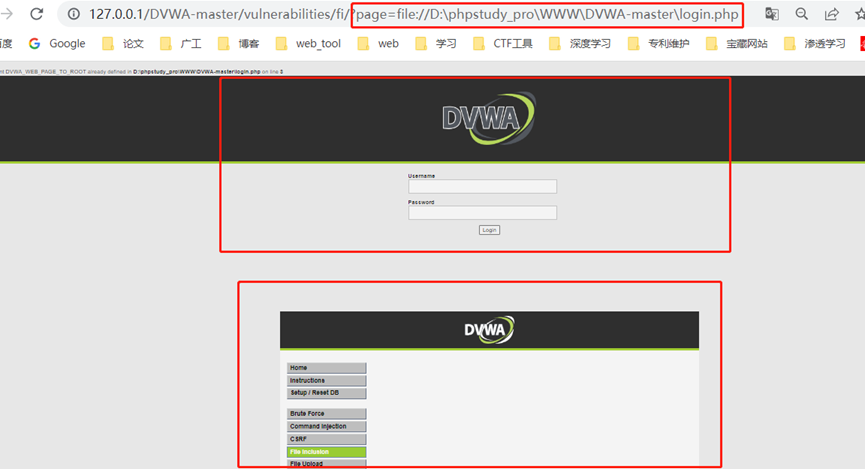 127.0.0.1/DVWA-master/vulnerabilities/fi/?page=file://D:\phpstudy_pro\WWW\DVWA-master\login.php
百度 Google 论文 广工 博客 web_tool web 学习 CTF工具 深度学习 专利维护 宝藏网站 渗透学习
nt DVWA_WEB_PAGE_TO_ROOT already defined in D:\phpstudy_pro\WWW\DVWA-master\login.php on line 3
DVWA
Username
Password
Login
DVWA
Home
Instructions
Setup / Reset DB
Brute Force
Command Injection
CSRF
File Inclusion
File Upload